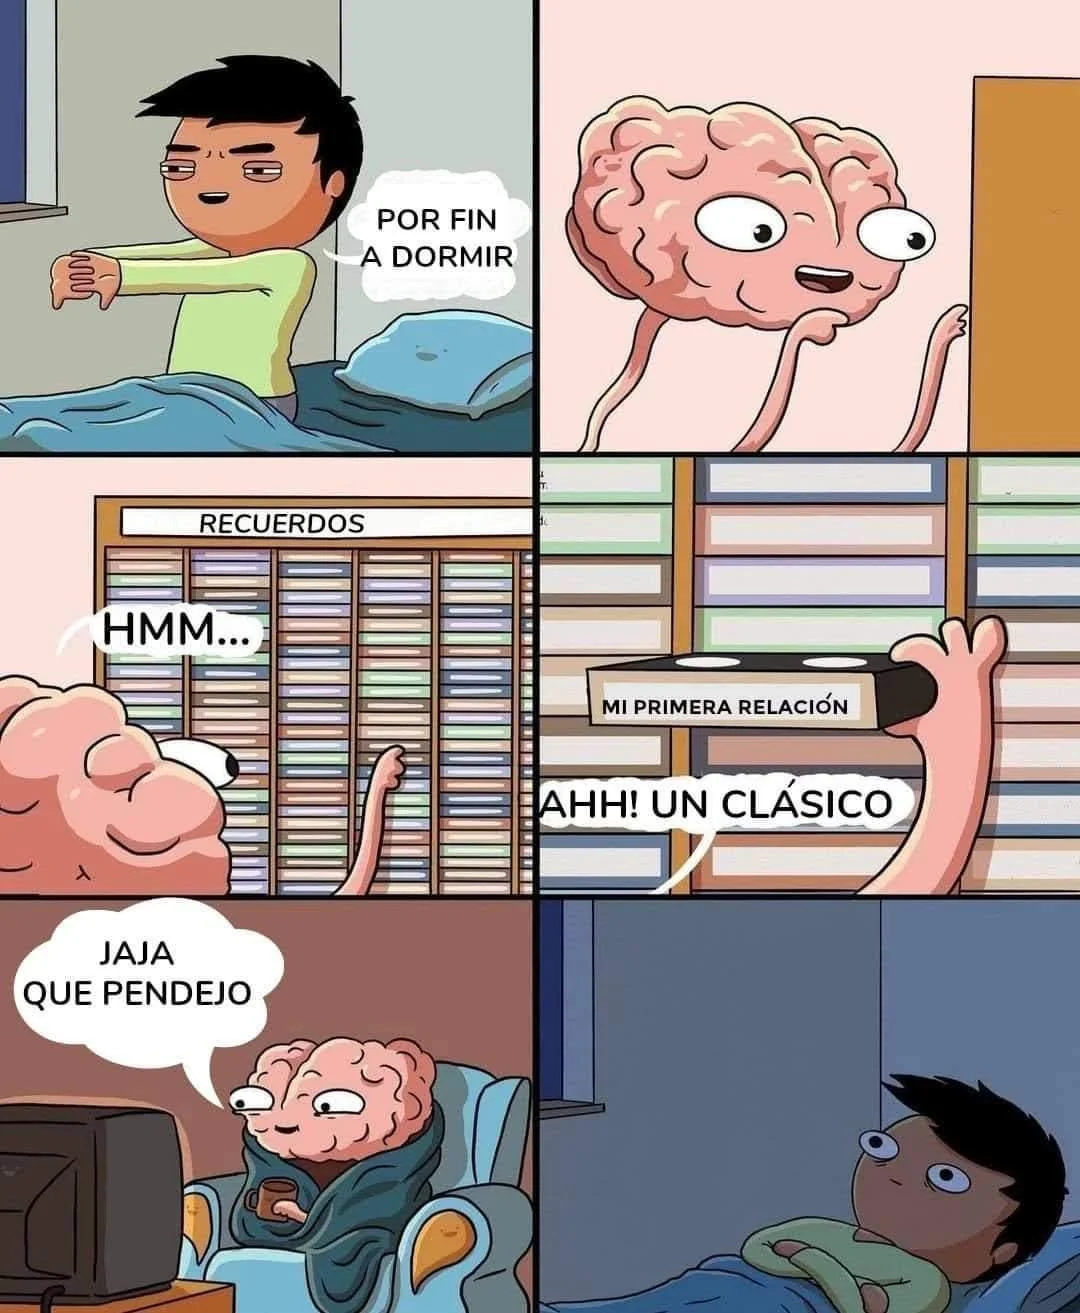 POR FIN
A DORMIR
RECUERDOS
HMM...
MI PRIMERA RELACIÓN
AHH! UN CLÁSICO
JAJA
QUE PENDEJO